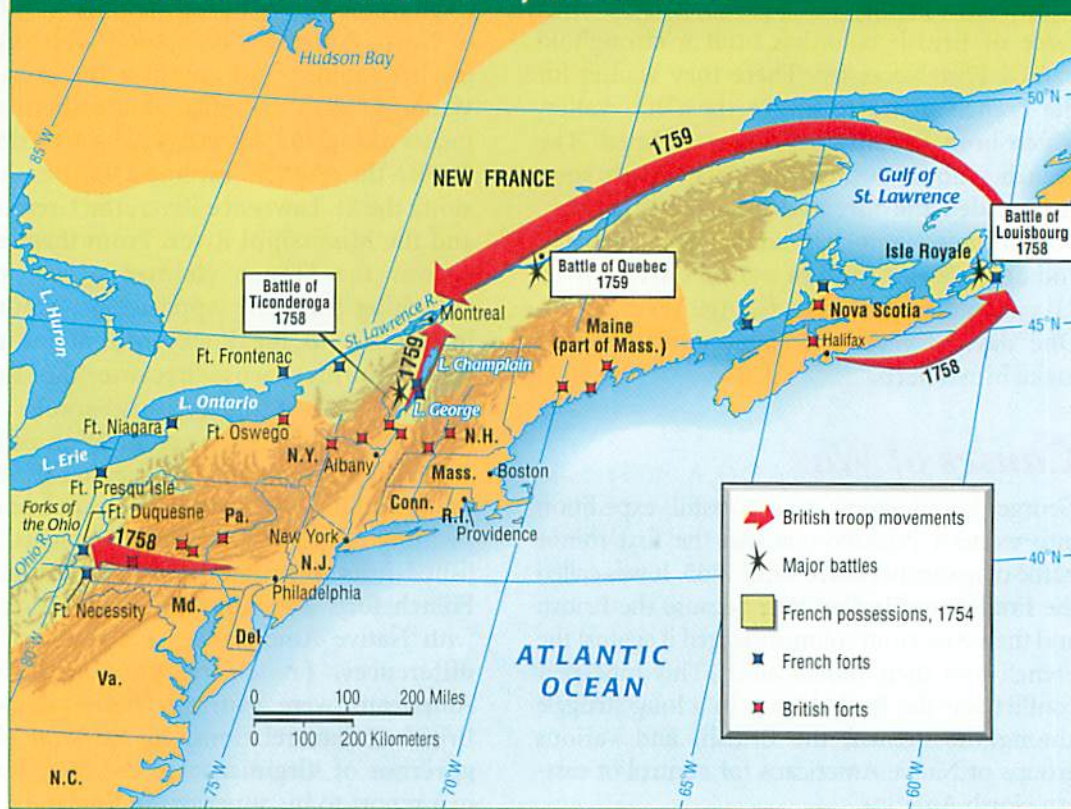 Hudson Bay
50°N
85°W
1759
NEW FRANCE
Gulf of
St. Lawrence
Battle of
Louisbourg
1758
Isle Royale
Battle of
Ticonderoga
1758
Battle of Quebec
1759
L. Huron
St. Lawrence R.
Montreal
Maine
(part of Mass.)
Nova Scotia
45°N
Halifax
1758
Ft. Frontenac
1759
L. Champlain
L. Ontario
L. George
Ft. Niagara
Ft. Oswego
N.Y.
N.H.
L. Erie
Albany
Mass.
Boston
Ft. Presqu'Isle
Conn.
R.I.
Forks of
the Ohio
Ft. Duquesne
Pa.
Providence
1758
New York
Ohio R.
N.J.
40°N
Philadelphia
Ft. Necessity
Md.
Del.
80°W
Va.
ATLANTIC
OCEAN
0 100 200 Miles
0 100 200 Kilometers
N.C.
75°W
65°W
60°W
British troop movements
Major battles
French possessions, 1754
French forts
British forts